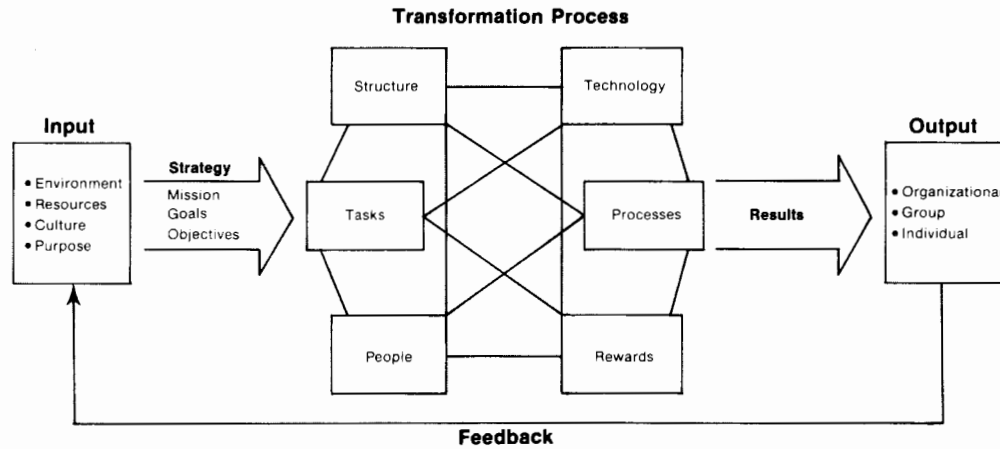 Transformation Process
Structure
Technology
Input
Output
• Environment
• Resources
• Culture
• Purpose
Strategy
Mission
Goals
Objectives
Tasks
Processes
Results
• Organizational
• Group
• Individual
People
Rewards
Feedback